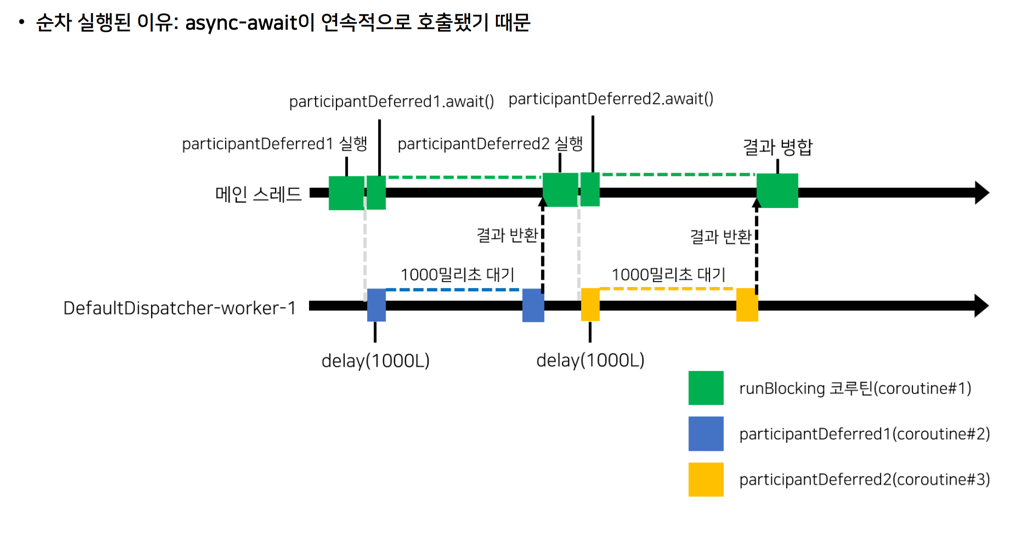 • 순차 실행된 이유: async-await이 연속적으로 호출됐기 때문
participantDeferred1.await()
participantDeferred2.await()
participantDeferred1 실행
participantDeferred2 실행
결과 병합
메인 스레드
결과 반환
결과 반환
1000밀리초 대기
1000밀리초 대기
DefaultDispatcher-worker-1
delay(1000L)
delay(1000L)
runBlocking 코루틴(coroutine#1)
participantDeferred1(coroutine#2)
participantDeferred2(coroutine#3)